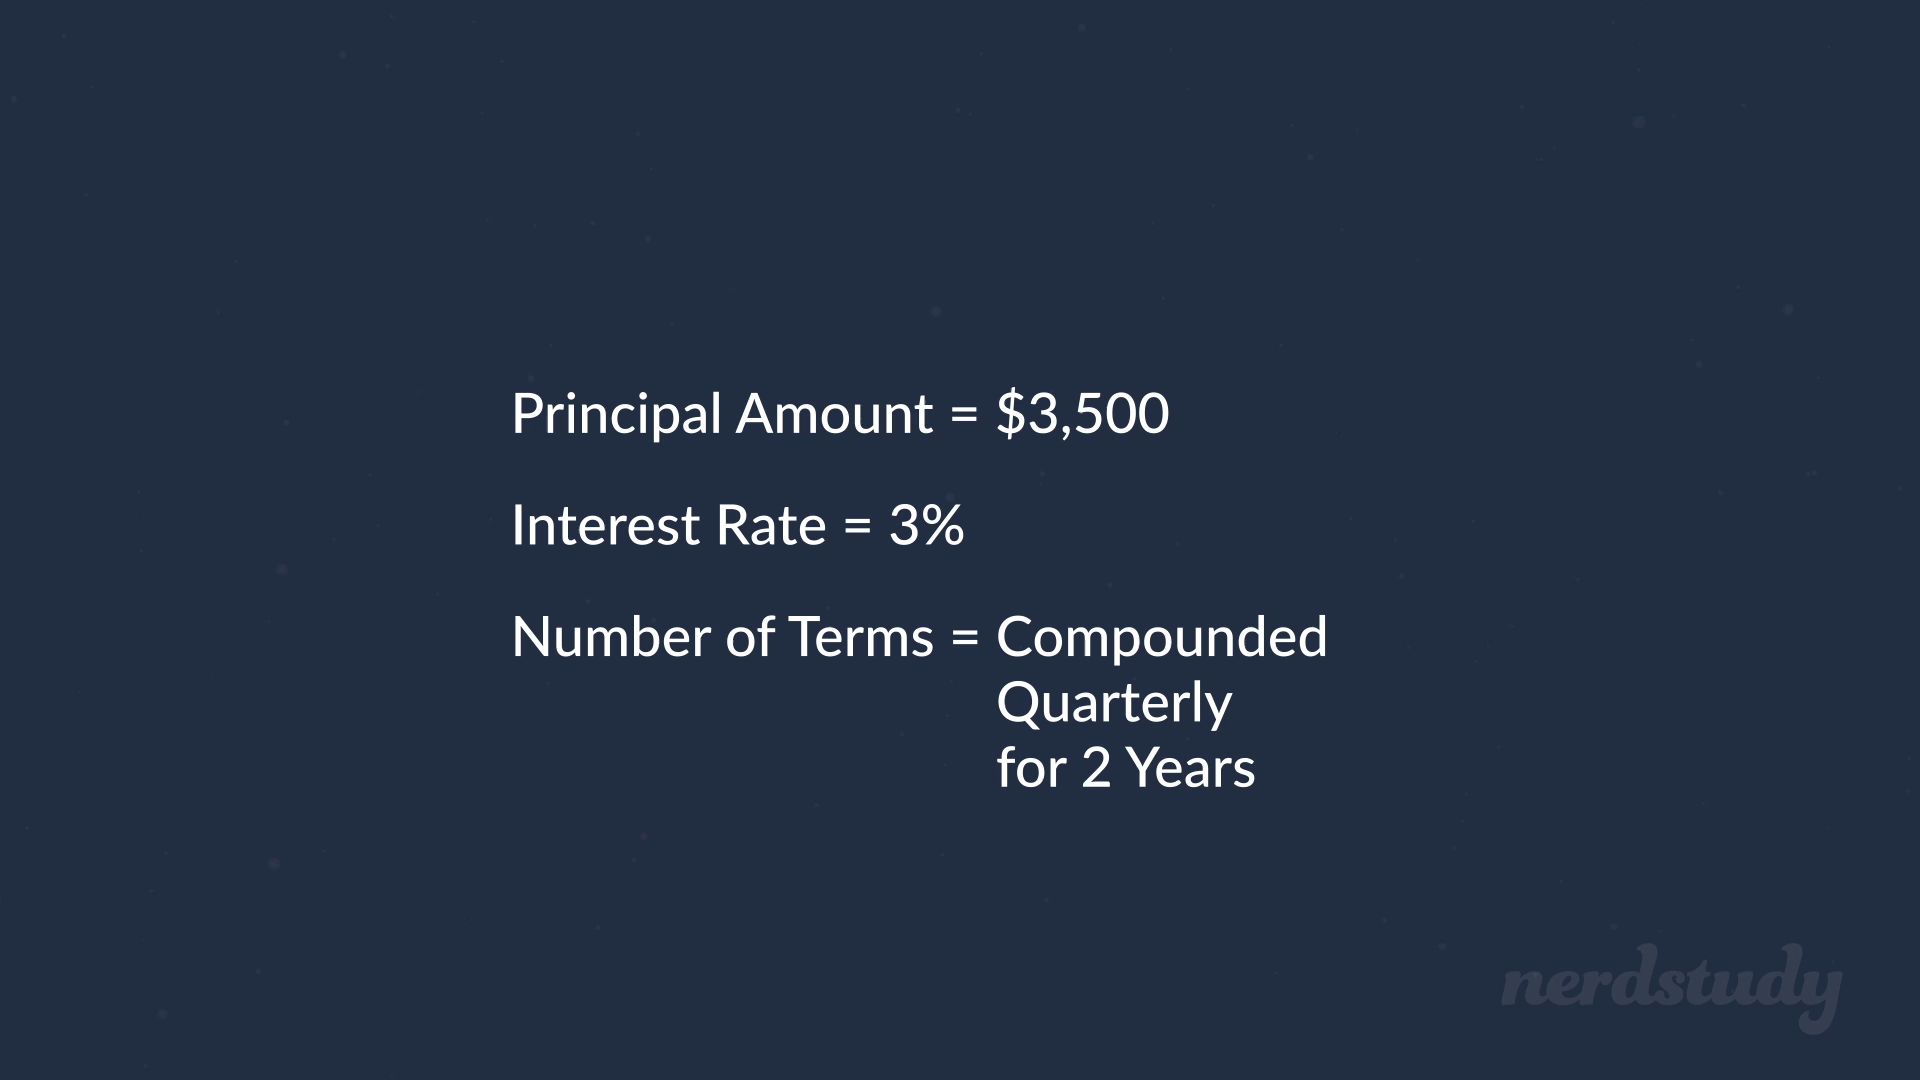 Principal Amount = $3,500
Interest Rate = 3%
Number of Terms = Compounded
Quarterly
for 2 Years
nerdstudy